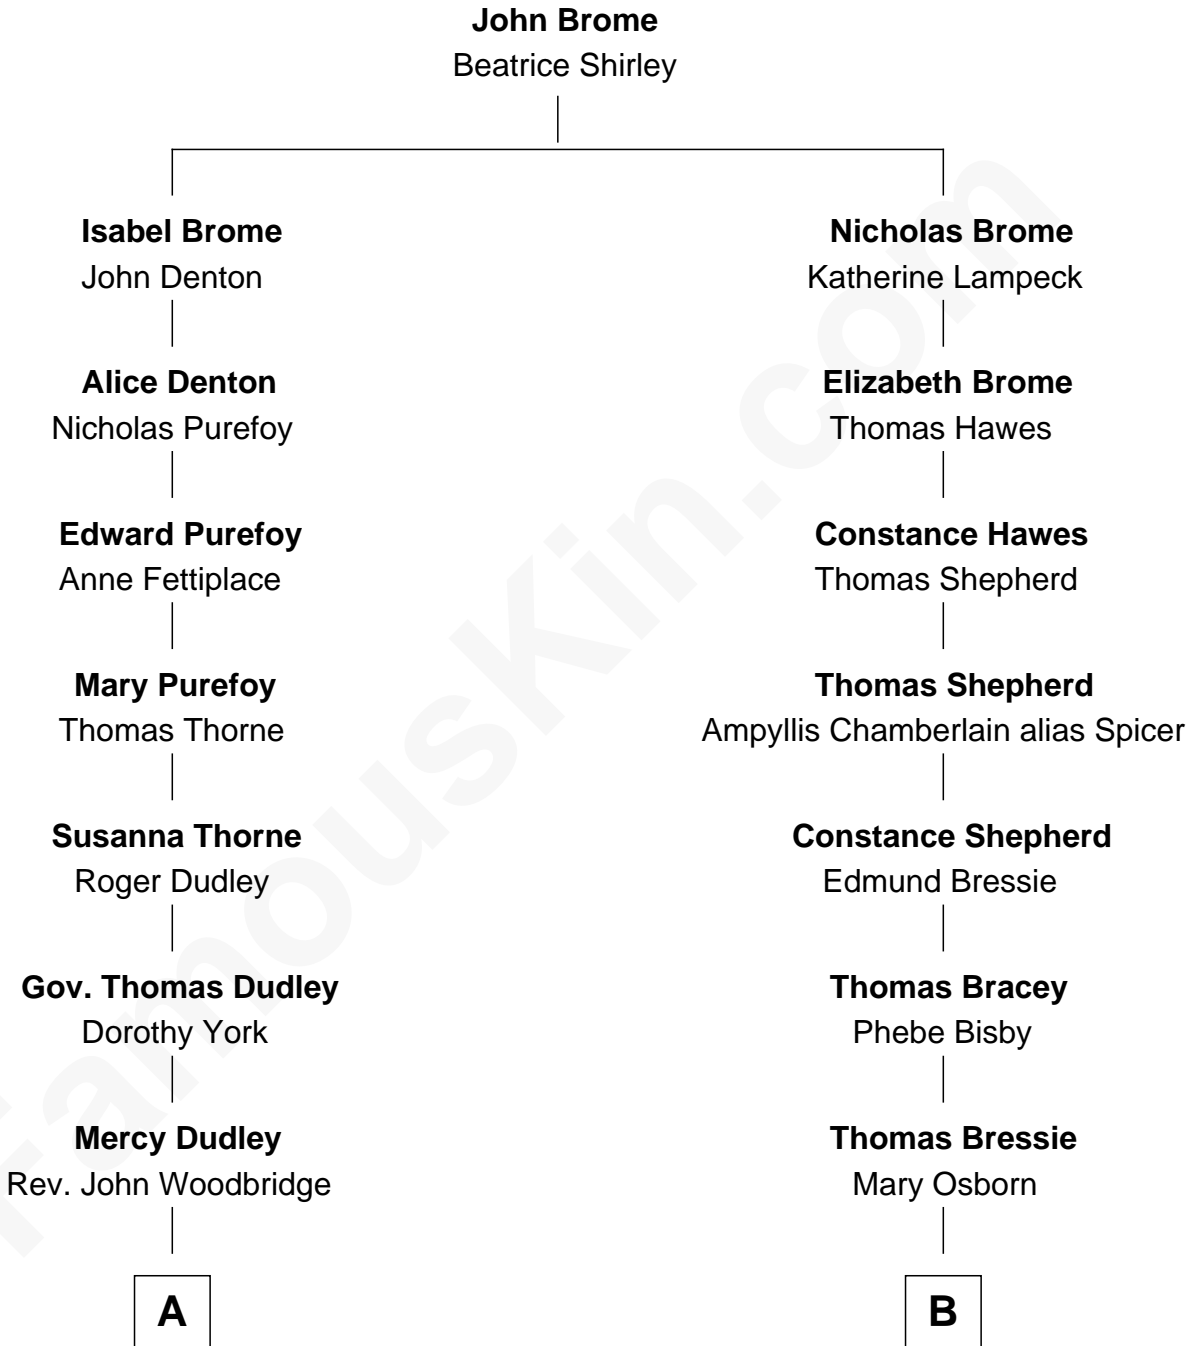 John Brome
Beatrice Shirley
Isabel Brome
John Denton
Nicholas Brome
Katherine Lampeck
Alice Denton
Nicholas Purefoy
Elizabeth Brome
Thomas Hawes
Edward Purefoy
Anne Fettiplace
Constance Hawes
Thomas Shepherd
Mary Purefoy
Thomas Thorne
Thomas Shepherd
Ampyllis Chamberlain alias Spicer
Susanna Thorne
Roger Dudley
Constance Shepherd
Edmund Bressie
Gov. Thomas Dudley
Dorothy York
Thomas Bracey
Phebe Bisby
Mercy Dudley
Rev. John Woodbridge
Thomas Bressie
Mary Osborn
A
B
FamousKin.com